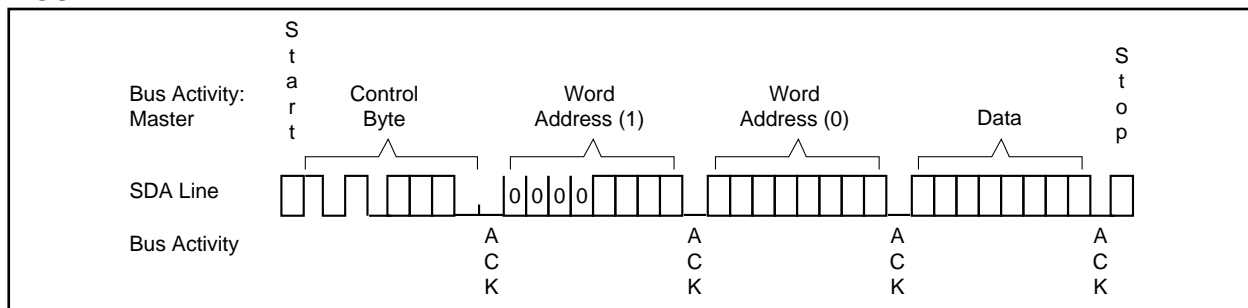 Start
Stop
Bus Activity:
Master
Control
Byte
Word
Address (1)
Word
Address (0)
Data
SDA Line
0 0 0 0
Bus Activity
ACK
ACK
ACK
ACK